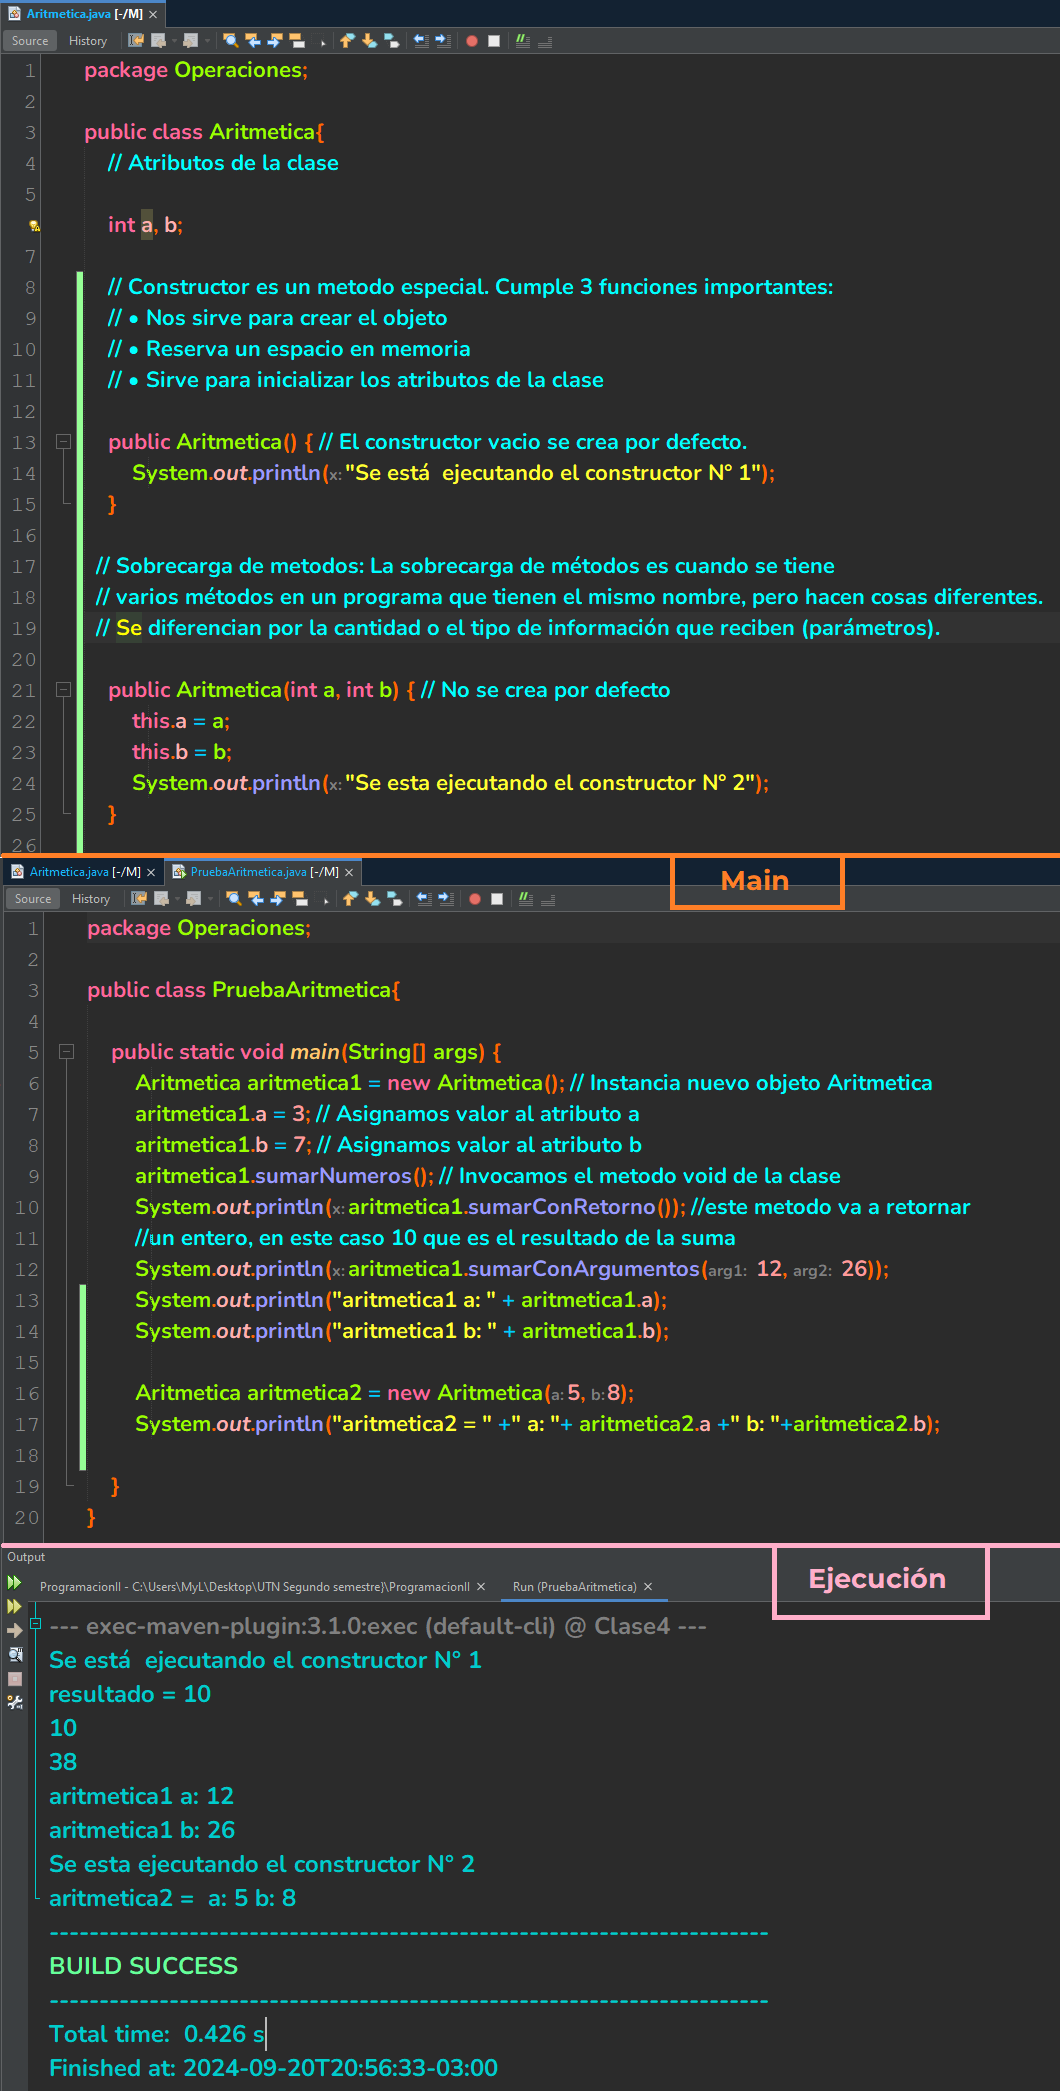 Aritmetica.java [-/M] ×
Source History
1 package Operaciones;
2
3 public class Aritmetica{
4 // Atributos de la clase
5
int a, b;
7
8 // Constructor es un metodo especial. Cumple 3 funciones importantes:
9 // • Nos sirve para crear el objeto
10 // • Reserva un espacio en memoria
11 // • Sirve para inicializar los atributos de la clase
12
13 public Aritmetica() { // El constructor vacio se crea por defecto.
14 System.out.println(x: "Se está  ejecutando el constructor N° 1");
15 }
16
17 // Sobrecarga de metodos: La sobrecarga de métodos es cuando se tiene
18 // varios métodos en un programa que tienen el mismo nombre, pero hacen cosas diferentes.
19 // Se diferencian por la cantidad o el tipo de información que reciben (parámetros).
20
21 public Aritmetica(int a, int b) { // No se crea por defecto
22 this.a = a;
23 this.b = b;
24 System.out.println(x: "Se esta ejecutando el constructor N° 2");
25 }
26
Aritmetica.java [-/M] × PruebaAritmetica.java [-/M] ×
Main
Source History
1 package Operaciones;
2
3 public class PruebaAritmetica{
4
5 public static void main(String[] args) {
6 Aritmetica aritmetica1 = new Aritmetica(); // Instancia nuevo objeto Aritmetica
7 aritmetica1.a = 3; // Asignamos valor al atributo a
8 aritmetica1.b = 7; // Asignamos valor al atributo b
9 aritmetica1.sumarNumeros(); // Invocamos el metodo void de la clase
10 System.out.println(x: aritmetica1.sumarConRetorno()); //este metodo va a retornar
11 //un entero, en este caso 10 que es el resultado de la suma
12 System.out.println(x: aritmetica1.sumarConArgumentos(arg1: 12, arg2: 26));
13 System.out.println("aritmetica1 a: " + aritmetica1.a);
14 System.out.println("aritmetica1 b: " + aritmetica1.b);
15
16 Aritmetica aritmetica2 = new Aritmetica(a: 5, b: 8);
17 System.out.println("aritmetica2 = " +" a: "+ aritmetica2.a +" b: "+aritmetica2.b);
18
19 }
20 }
Output
Ejecución
ProgramacionII - C:\Users\MyL\Desktop\UTN Segundo semestre}\ProgramacionII × Run (PruebaAritmetica) ×
--- exec-maven-plugin:3.1.0:exec (default-cli) @ Clase4 ---
Se está  ejecutando el constructor N° 1
resultado = 10
10
38
aritmetica1 a: 12
aritmetica1 b: 26
Se esta ejecutando el constructor N° 2
aritmetica2 =  a: 5 b: 8
------------------------------------------------------------------------
BUILD SUCCESS
------------------------------------------------------------------------
Total time:  0.426 s
Finished at: 2024-09-20T20:56:33-03:00